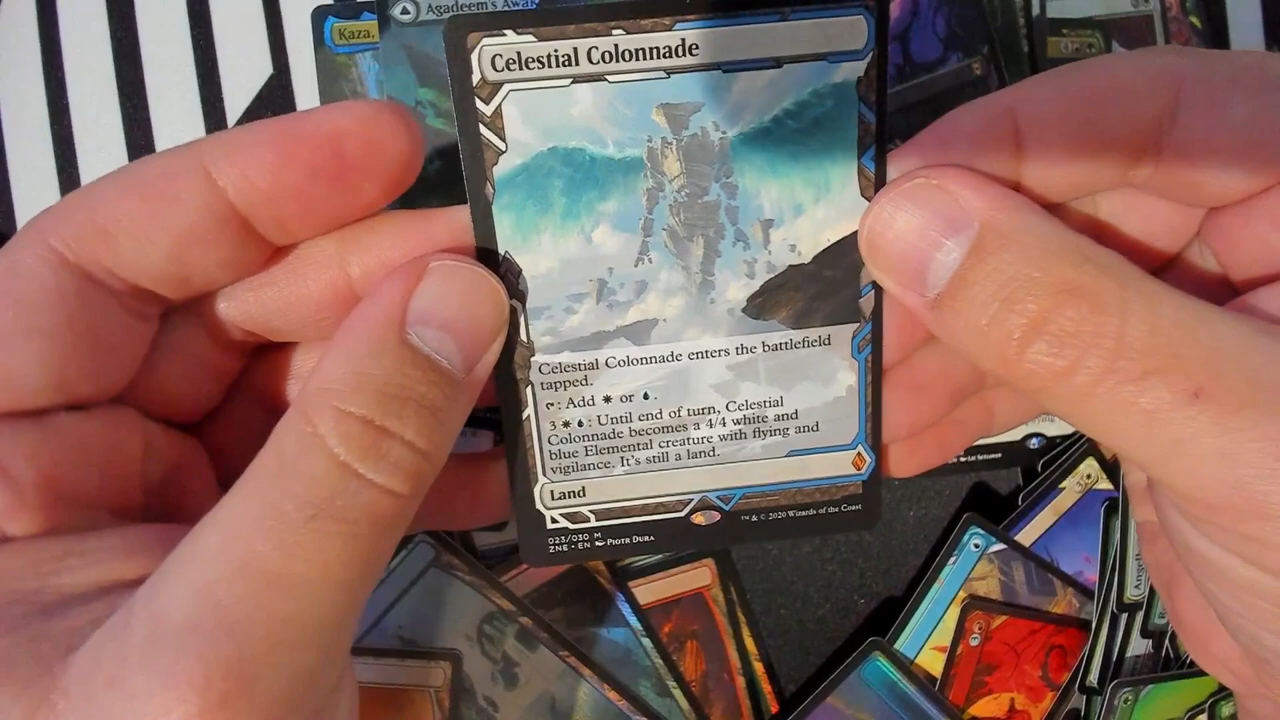 Agadeem's Awak
Kaza,
Celestial Colonnade
Celestial Colonnade enters the battlefield
tapped.
: Add or .
3 : Until end of turn, Celestial
Colonnade becomes a 4/4 white and
blue Elemental creature with flying and
vigilance. It's still a land.
Land
023/030 M
ZNE • EN Piotr Dura
™ & © 2020 Wizards of the Coast